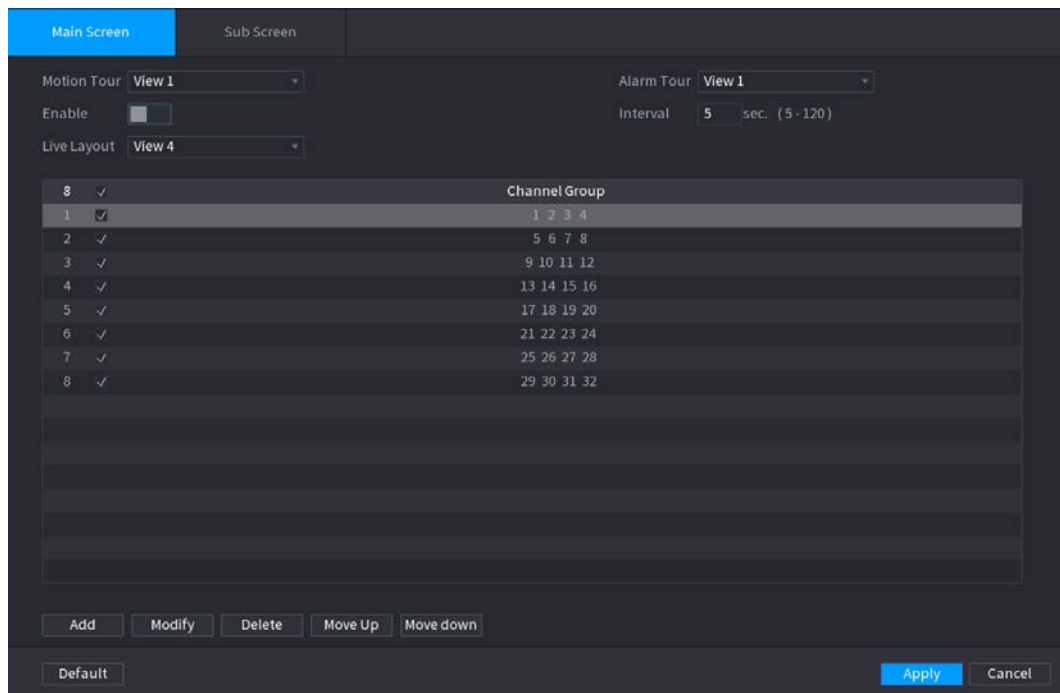 Main Screen Sub Screen
Motion Tour View 1 Alarm Tour View 1
Enable Interval 5 sec. (5-120)
Live Layout View 4
8 Channel Group
1 1 2 3 4
2 5 6 7 8
3 9 10 11 12
4 13 14 15 16
5 17 18 19 20
6 21 22 23 24
7 25 26 27 28
8 29 30 31 32
Add Modify Delete Move Up Move down
Default Apply Cancel